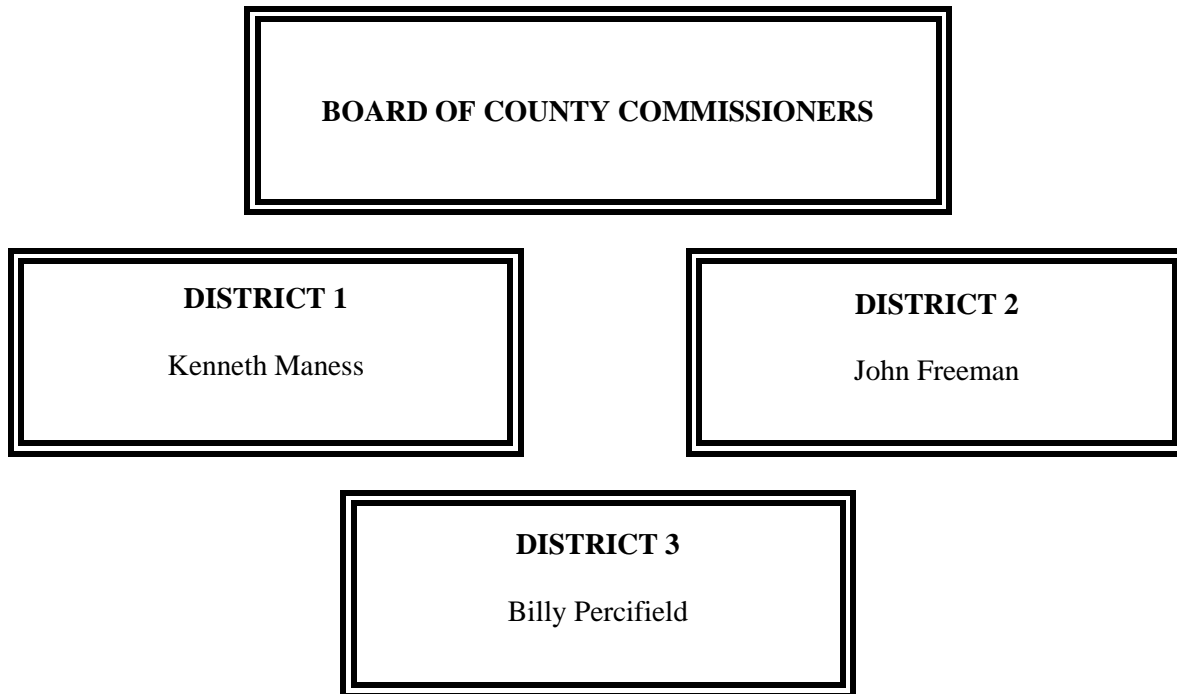 BOARD OF COUNTY COMMISSIONERS
DISTRICT 1
Kenneth Maness
DISTRICT 2
John Freeman
DISTRICT 3
Billy Percifield